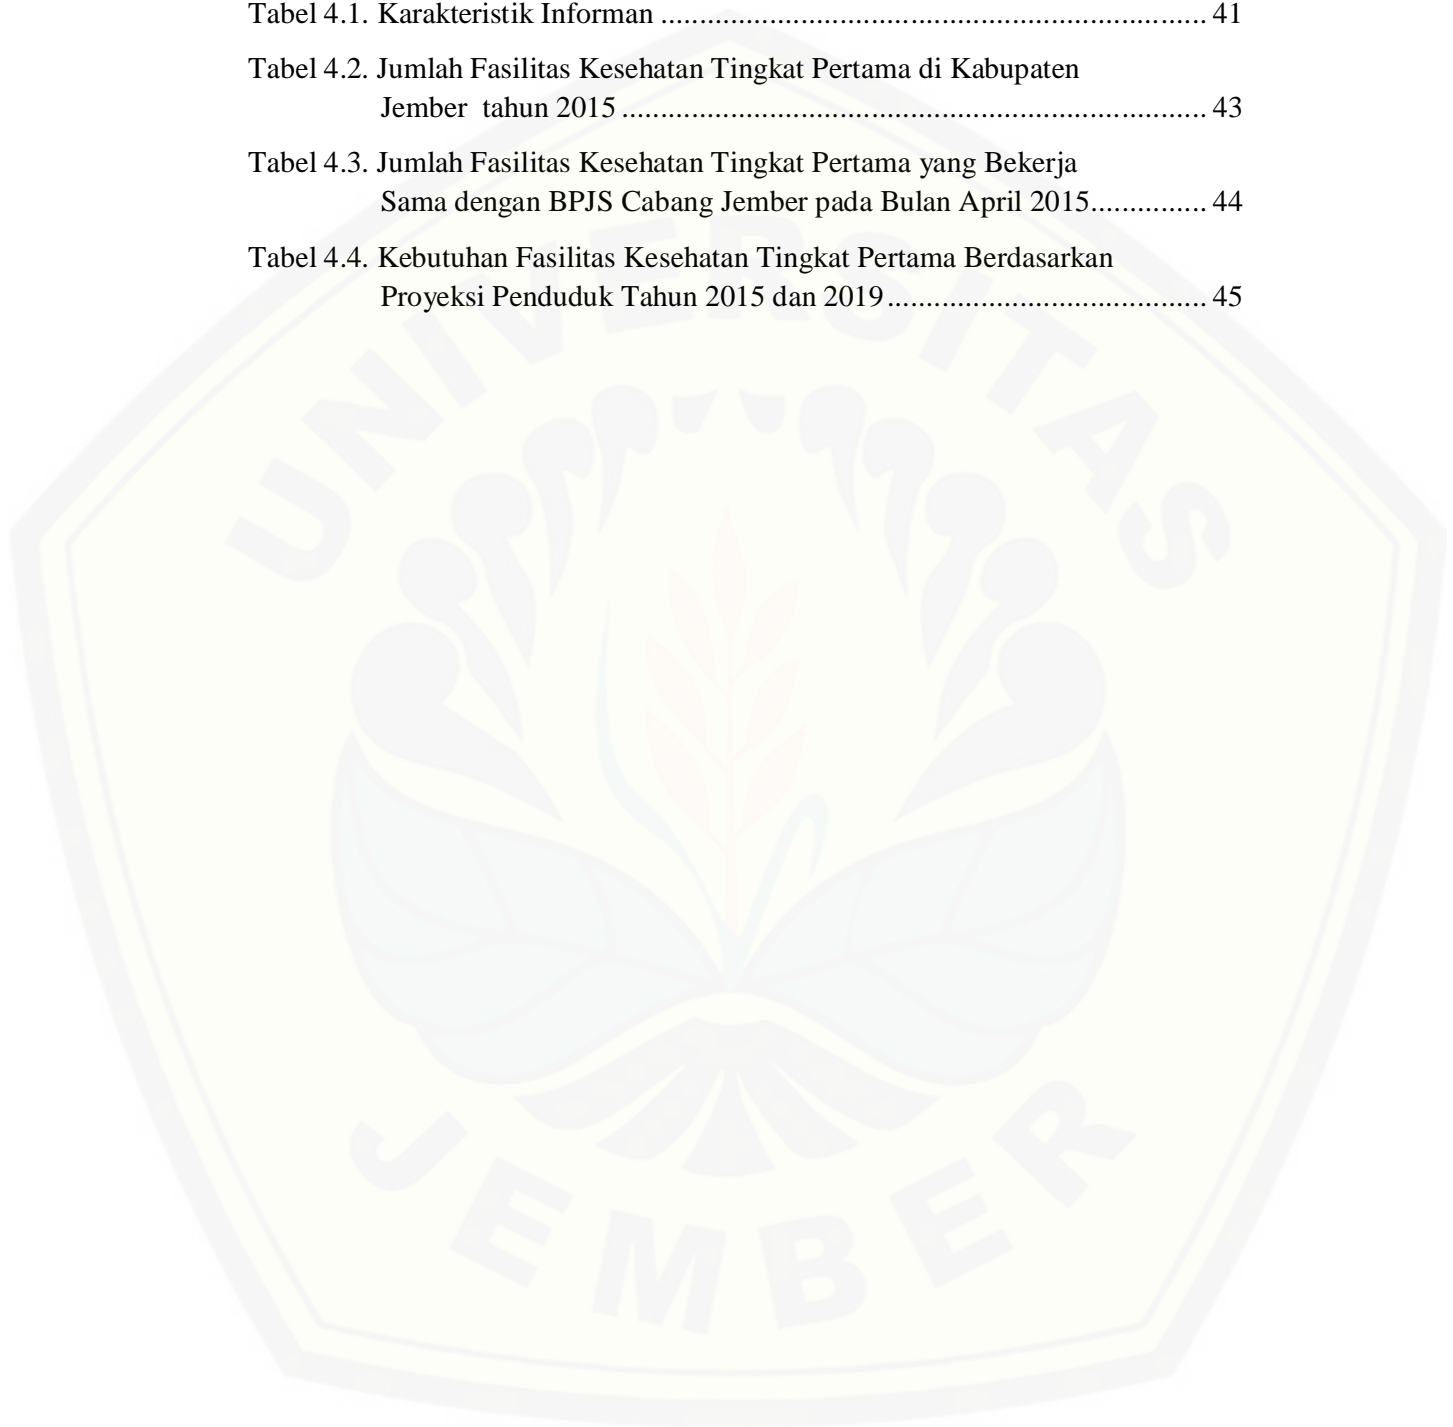 Tabel 4.1. Karakteristik Informan ....................................................................... 41
Tabel 4.2. Jumlah Fasilitas Kesehatan Tingkat Pertama di Kabupaten
Jember tahun 2015 ............................................................................ 43
Tabel 4.3. Jumlah Fasilitas Kesehatan Tingkat Pertama yang Bekerja
Sama dengan BPJS Cabang Jember pada Bulan April 2015............... 44
Tabel 4.4. Kebutuhan Fasilitas Kesehatan Tingkat Pertama Berdasarkan
Proyeksi Penduduk Tahun 2015 dan 2019 ......................................... 45
UNIVERSITAS
JEMBER